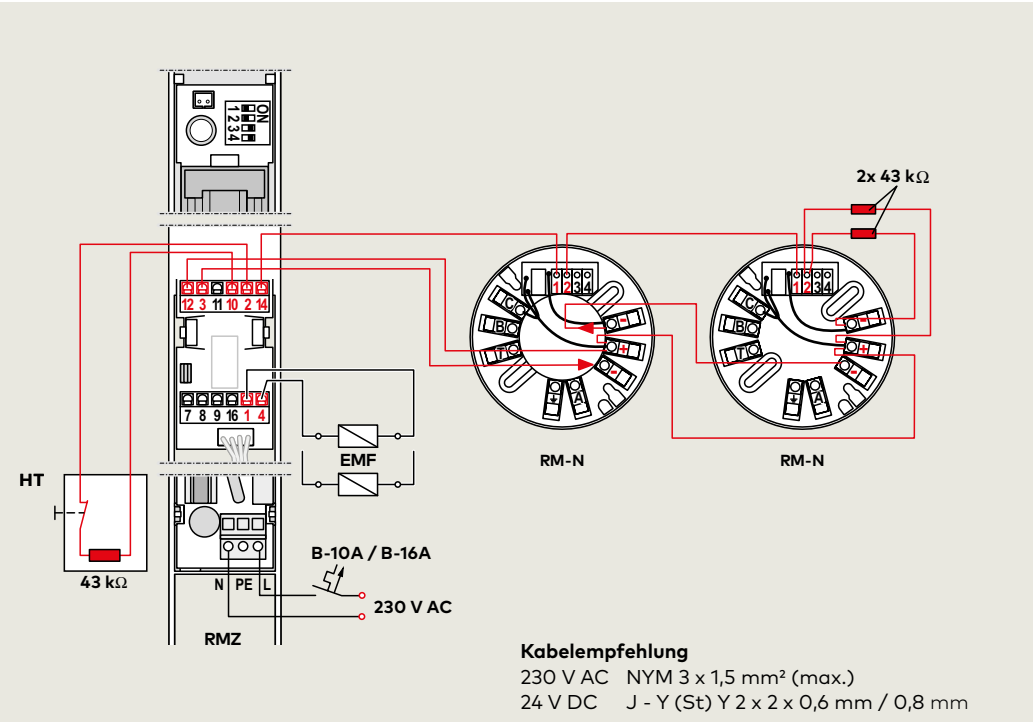 ON
1 2 3 4
2x 43 kΩ
12 3 11 10 2 14
1 2 3 4
C
B
T
-
+
-
A
RM-N
1 2 3 4
C
B
T
-
+
-
A
RM-N
7 8 9 16 1 4
EMF
HT
43 kΩ
B-10A / B-16A
N PE L
230 V AC
RMZ
Kabelempfehlung
230 V AC NYM 3 x 1,5 mm² (max.)
24 V DC J - Y (St) Y 2 x 2 x 0,6 mm / 0,8 mm